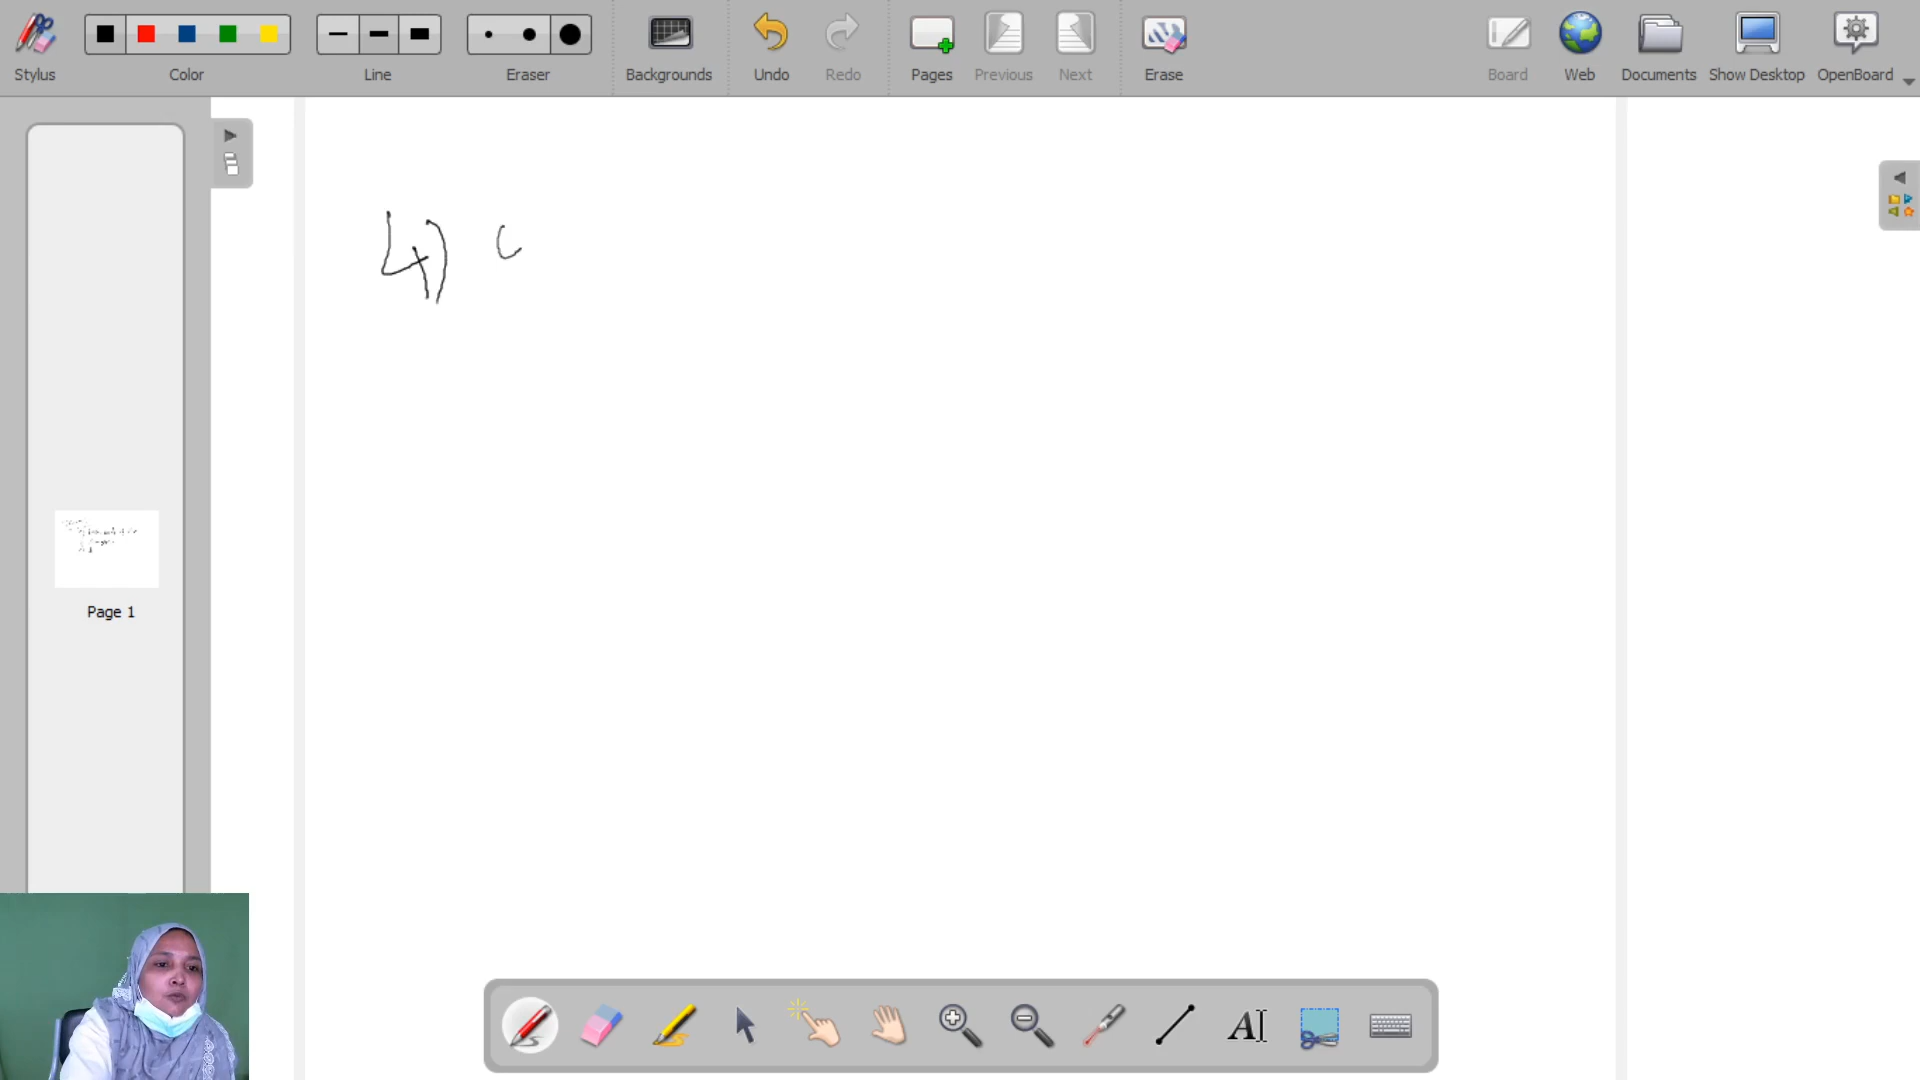 Stylus
Color
Line
Eraser
Backgrounds
Undo
Redo
Pages
Previous
Next
Erase
Board
Web
Documents
Show Desktop
OpenBoard
4) c
Page 1
A